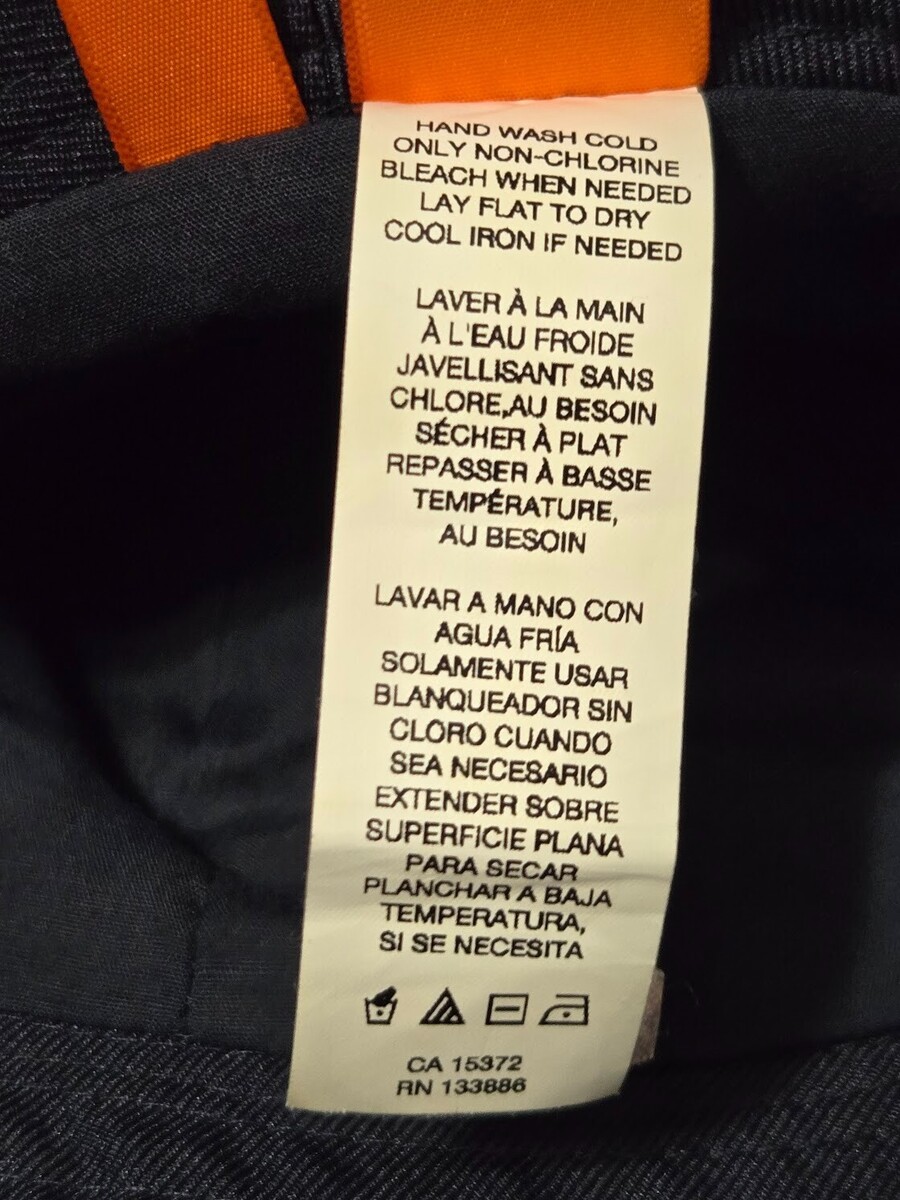 HAND WASH COLD
ONLY NON-CHLORINE
BLEACH WHEN NEEDED
LAY FLAT TO DRY
COOL IRON IF NEEDED
LAVER À LA MAIN
À L'EAU FROIDE
JAVELLISANT SANS
CHLORE,AU BESOIN
SÉCHER À PLAT
REPASSER À BASSE
TEMPÉRATURE,
AU BESOIN
LAVAR A MANO CON
AGUA FRÍA
SOLAMENTE USAR
BLANQUEADOR SIN
CLORO CUANDO
SEA NECESARIO
EXTENDER SOBRE
SUPERFICIE PLANA
PARA SECAR
PLANCHAR A BAJA
TEMPERATURA,
SI SE NECESITA
CA 15372
RN 133886